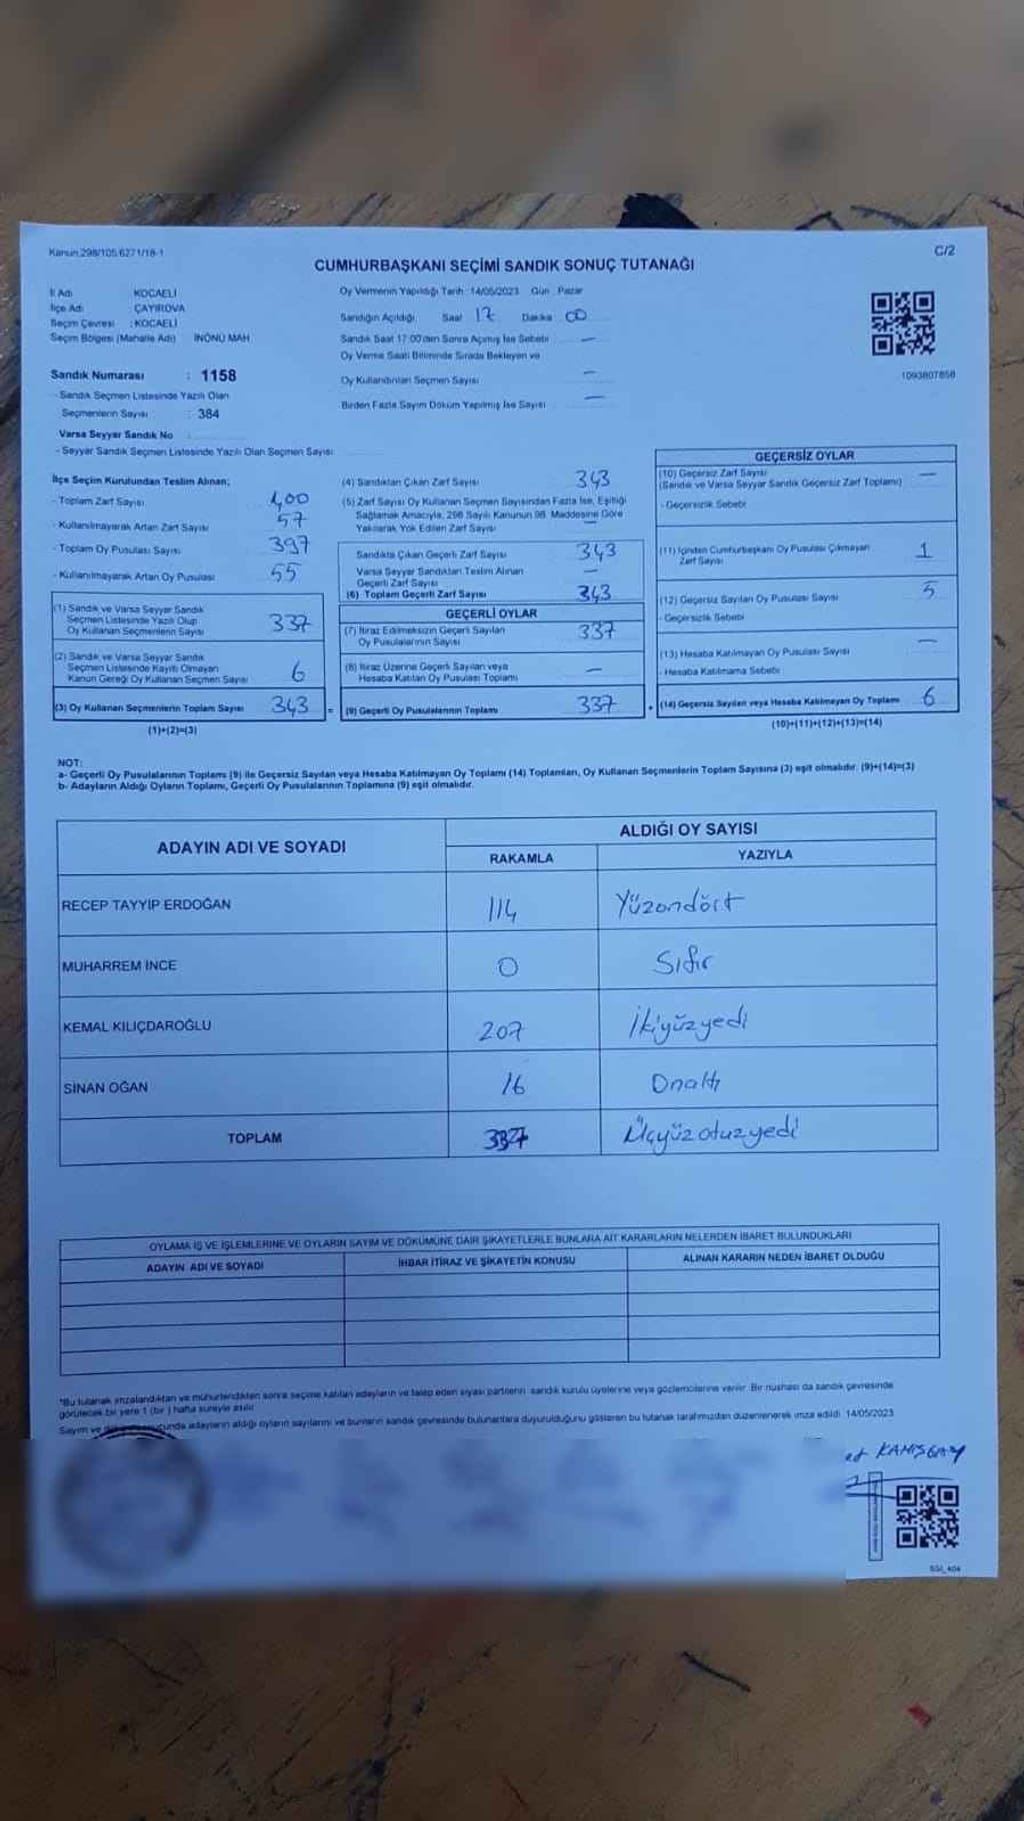 Kanun:298/105,6271/18-1
C/2
CUMHURBAŞKANI SEÇİMİ SANDIK SONUÇ TUTANAĞI
İl Adı : KOCAELİ
İlçe Adı : ÇAYIROVA
Seçim Çevresi : KOCAELİ
Seçim Bölgesi (Mahalle Adı) İNÖNÜ MAH
Sandık Numarası : 1158
- Sandık Seçmen Listesinde Yazılı Olan
Seçmenlerin Sayısı : 384
Varsa Seyyar Sandık No :
- Seyyar Sandık Seçmen Listesinde Yazılı Olan Seçmen Sayısı
Oy Vermenin Yapıldığı Tarih :14/05/2023 Gün : Pazar
Sandığın Açıldığı Saat 17 Dakika 00
Sandık Saat 17:00'den Sonra Açmış İse Sebebi —
Oy Verme Saati Bitiminde Sırada Bekleyen ve
Oy Kullandırılan Seçmen Sayısı —
Birden Fazla Sayım Döküm Yapılmış İse Sayısı —
1093807858
İlçe Seçim Kurulundan Teslim Alınan;
- Toplam Zarf Sayısı 400
- Kullanılmayarak Artan Zarf Sayısı 57
- Toplam Oy Pusulası Sayısı 397
- Kullanılmayarak Artan Oy Pusulası 55
(1) Sandık ve Varsa Seyyar Sandık
Seçmen Listesinde Yazılı Olup
Oy Kullanan Seçmenlerin Sayısı 337
(2) Sandık ve Varsa Seyyar Sandık
Seçmen Listesinde Kayıtlı Olmayan
Kanun Gereği Oy Kullanan Seçmen Sayısı 6
(3) Oy Kullanan Seçmenlerin Toplam Sayısı 343 =
(1)+(2)=(3)
(4) Sandıktan Çıkan Zarf Sayısı 343
(5) Zarf Sayısı Oy Kullanan Seçmen Sayısından Fazla İse, Eşitliği
Sağlamak Amacıyla, 298 Sayılı Kanunun 98. Maddesine Göre
Yakılarak Yok Edilen Zarf Sayısı —
Sandıkta Çıkan Geçerli Zarf Sayısı 343
Varsa Seyyar Sandıktan Teslim Alınan
Geçerli Zarf Sayısı —
(6) Toplam Geçerli Zarf Sayısı 343
GEÇERLİ OYLAR
(7) İtiraz Edilmeksizin Geçerli Sayılan
Oy Pusulalarının Sayısı 337
(8) İtiraz Üzerine Geçerli Sayılan veya
Hesaba Katılan Oy Pusulası Toplamı —
(9) Geçerli Oy Pusulalarının Toplamı 337 +
GEÇERSİZ OYLAR
(10) Geçersiz Zarf Sayısı —
(Sandık ve Varsa Seyyar Sandık Geçersiz Zarf Toplamı)
- Geçersizlik Sebebi
(11) İçinden Cumhurbaşkanı Oy Pusulası Çıkmayan
Zarf Sayısı 1
(12) Geçersiz Sayılan Oy Pusulası Sayısı 5
- Geçersizlik Sebebi
(13) Hesaba Katılmayan Oy Pusulası Sayısı —
- Hesaba Katılmama Sebebi
(14) Geçersiz Sayılan veya Hesaba Katılmayan Oy Toplamı 6
(10)+(11)+(12)+(13)=(14)
NOT:
a- Geçerli Oy Pusulalarının Toplamı (9) ile Geçersiz Sayılan veya Hesaba Katılmayan Oy Toplamı (14) Toplamları, Oy Kullanan Seçmenlerin Toplam Sayısına (3) eşit olmalıdır. (9)+(14)=(3)
b- Adayların Aldığı Oyların Toplamı, Geçerli Oy Pusulalarının Toplamına (9) eşit olmalıdır.
ADAYIN ADI VE SOYADI
ALDIĞI OY SAYISI
RAKAMLA YAZIYLA
RECEP TAYYİP ERDOĞAN 114 Yüzondört
MUHARREM İNCE 0 Sıfır
KEMAL KILIÇDAROĞLU 207 İkiyüzyedi
SİNAN OĞAN 16 Onaltı
TOPLAM 337 Üçyüzotuzyedi
OYLAMA İŞ VE İŞLEMLERİNE VE OYLARIN SAYIM VE DÖKÜMÜNE DAİR ŞİKAYETLERLE BUNLARA AİT KARARLARIN NELERDEN İBARET BULUNDUKLARI
ADAYIN ADI VE SOYADI İHBAR İTİRAZ VE ŞİKAYETİN KONUSU ALINAN KARARIN NEDEN İBARET OLDUĞU
*Bu tutanak imzalandıktan ve mühürlendikten sonra seçime katılan adayların ve talep eden siyasi partilerin sandık kurulu üyelerine veya gözlemcilerine verilir. Bir nüshası da sandık çevresinde
görülecek bir yere 1 (bir ) hafta süreyle asılır
Sayım ve adayların aldığı oyların sayılarını ve bunların sandık çevresinde bulunanlara duyurulduğunu gösteren bu tutanak tarafımızdan düzenlenerek imza edildi. 14/05/2023
KAMIŞGAY